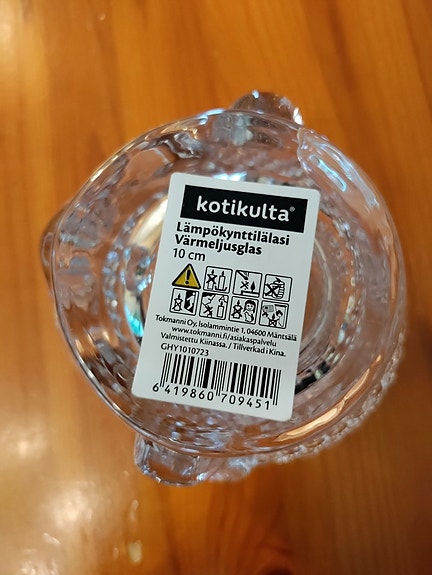 kotikulta®
Lämpökynttilälasi
Värmeljusglas
10 cm
Tokmanni Oy, Isolammintie 1, 04600 Mäntsälä
www.tokmanni.fi/asiakaspalvelu
Valmistettu Kiinassa. / Tillverkad i Kina.
GHY1010723
6 419860 709451